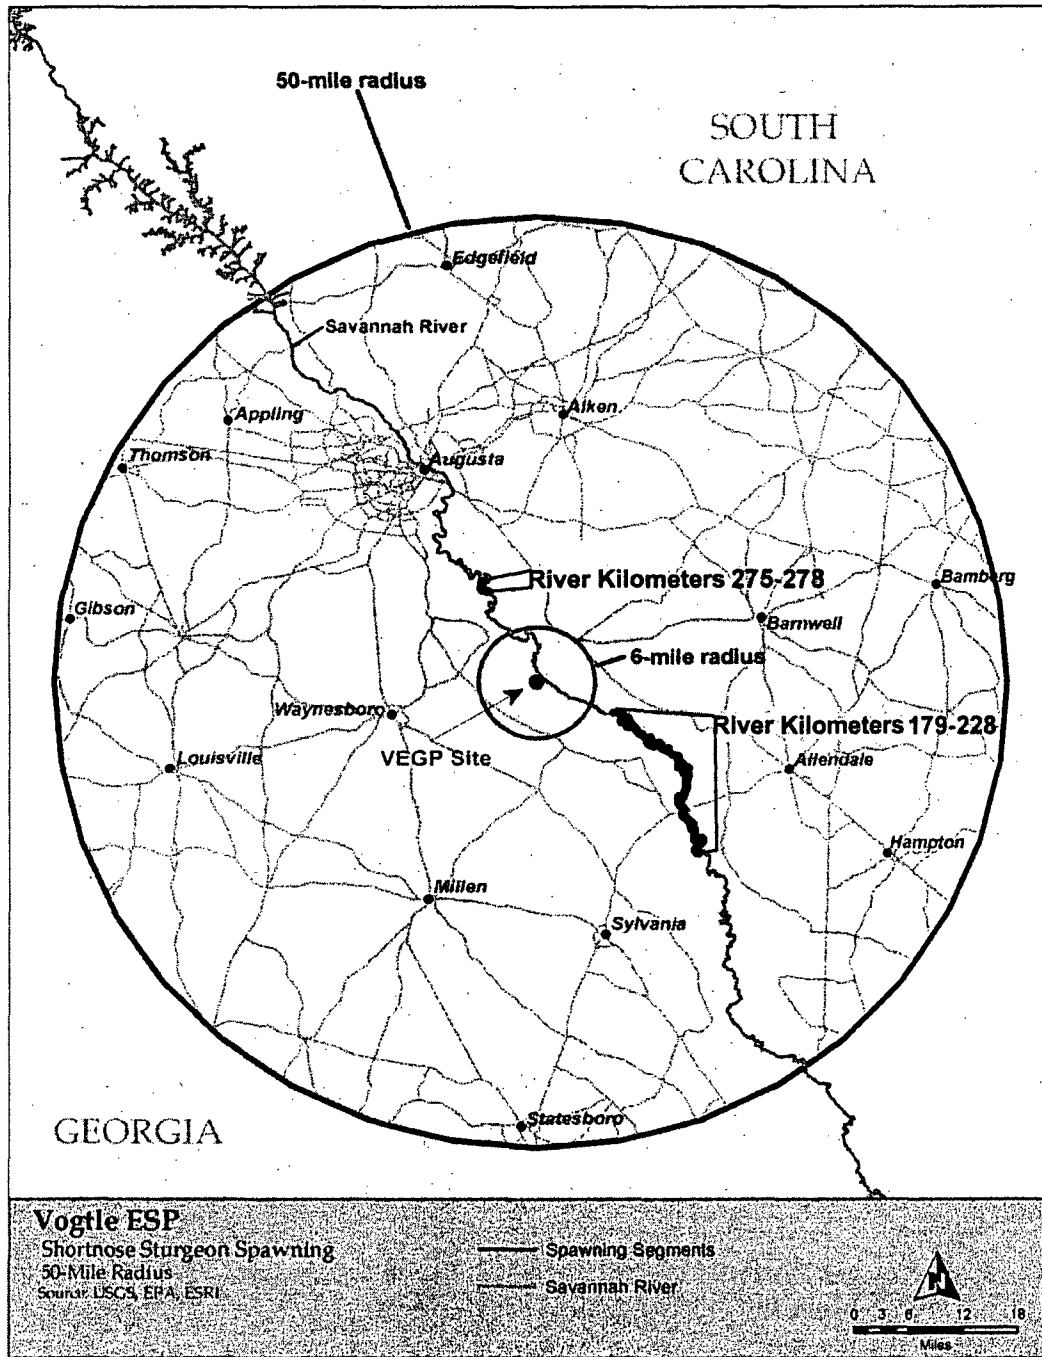 50-mile radius
SOUTH
CAROLINA
Edgefield
Savannah River
Appling
Aiken
Thomson
Augusta
River Kilometers 275-278
Bamberg
Gibson
Barnwell
6-mile radius
Waynesboro
River Kilometers 179-228
VEGP Site
Louisville
Allendale
Hampton
Millen
Sylvania
Statesboro
GEORGIA
Vogtle ESP
Shortnose Sturgeon Spawning
50-Mile Radius
Source: USGS, EPA, ESRI
Spawning Segments
Savannah River
N
0 3 6 12 18
Miles